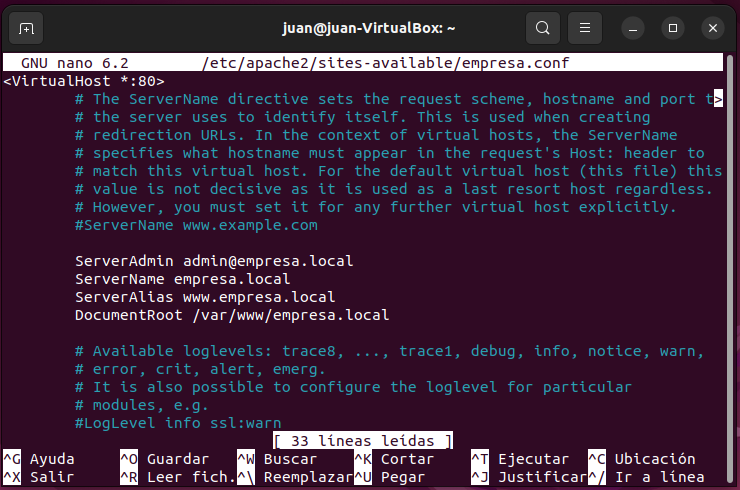 juan@juan-VirtualBox: ~
GNU nano 6.2 /etc/apache2/sites-available/empresa.conf
<VirtualHost *:80>
# The ServerName directive sets the request scheme, hostname and port t>
# the server uses to identify itself. This is used when creating
# redirection URLs. In the context of virtual hosts, the ServerName
# specifies what hostname must appear in the request's Host: header to
# match this virtual host. For the default virtual host (this file) this
# value is not decisive as it is used as a last resort host regardless.
# However, you must set it for any further virtual host explicitly.
#ServerName www.example.com
ServerAdmin admin@empresa.local
ServerName empresa.local
ServerAlias www.empresa.local
DocumentRoot /var/www/empresa.local
# Available loglevels: trace8, ..., trace1, debug, info, notice, warn,
# error, crit, alert, emerg.
# It is also possible to configure the loglevel for particular
# modules, e.g.
#LogLevel info ssl:warn
[ 33 líneas leídas ]
^G Ayuda ^O Guardar ^W Buscar ^K Cortar ^T Ejecutar ^C Ubicación
^X Salir ^R Leer fich. ^\ Reemplazar ^U Pegar ^J Justificar ^/ Ir a línea